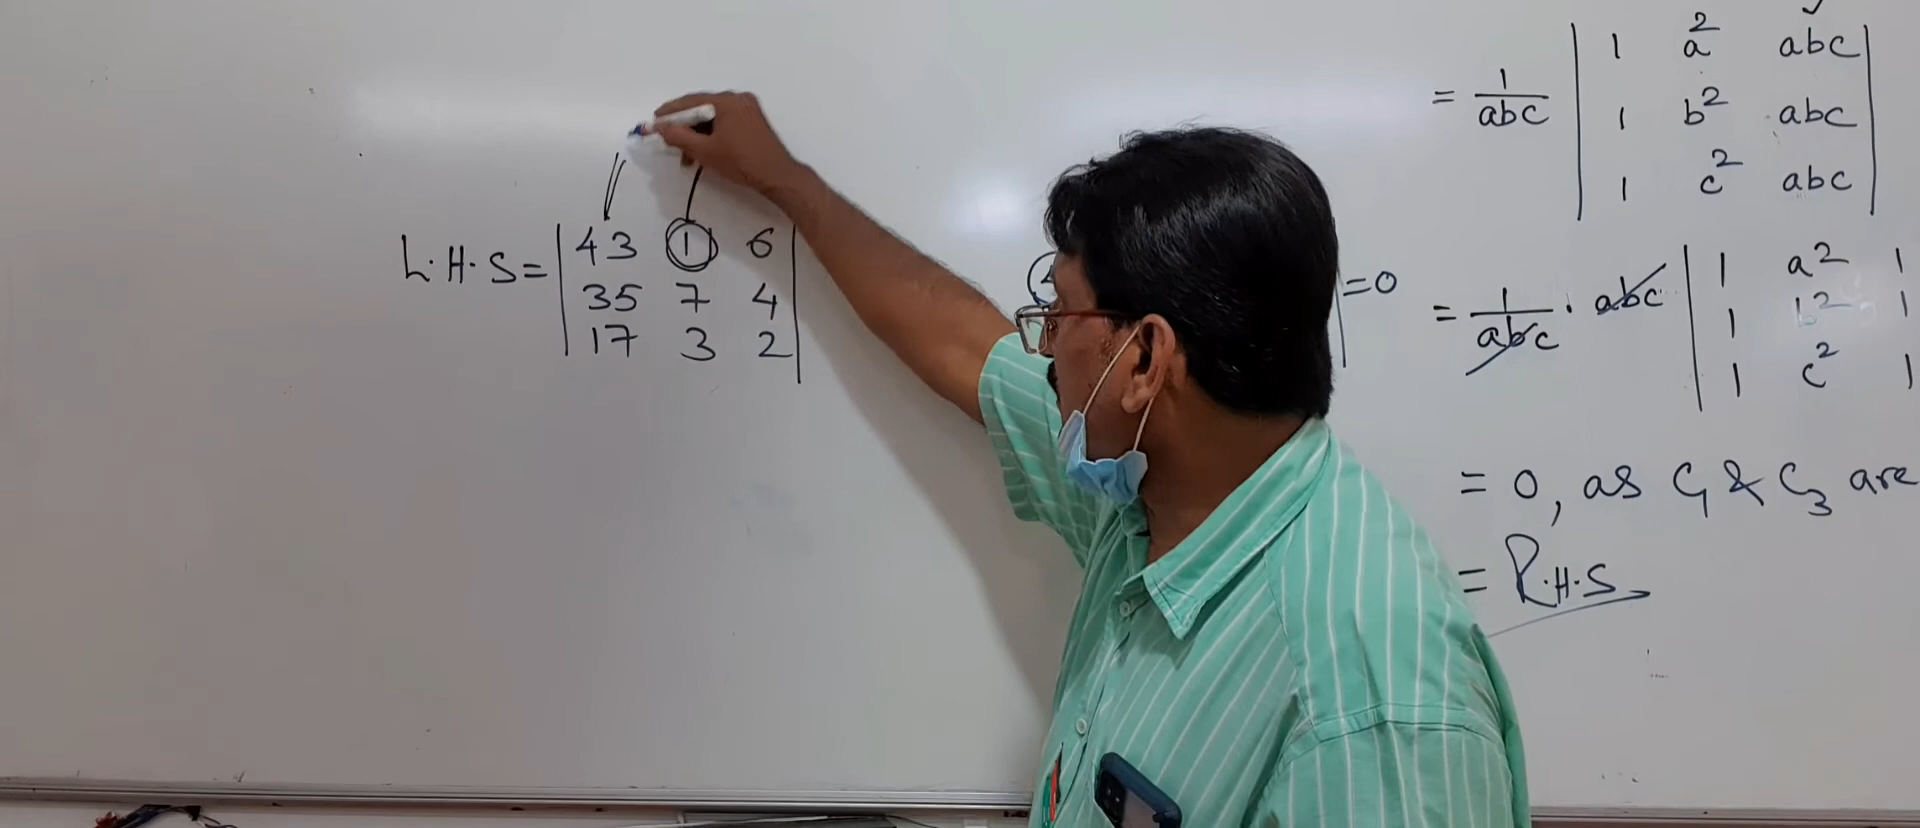 L.H.S = | 43 1 6 |
| 35 7 4 |
| 17 3 2 |
= 0
= 1/abc | 1 a² abc |
| 1 b² abc |
| 1 c² abc |
= 1/abc . abc | 1 a² 1 |
| 1 b² 1 |
| 1 c² 1 |
= 0, as C₁ & C₃ are
= R.H.S